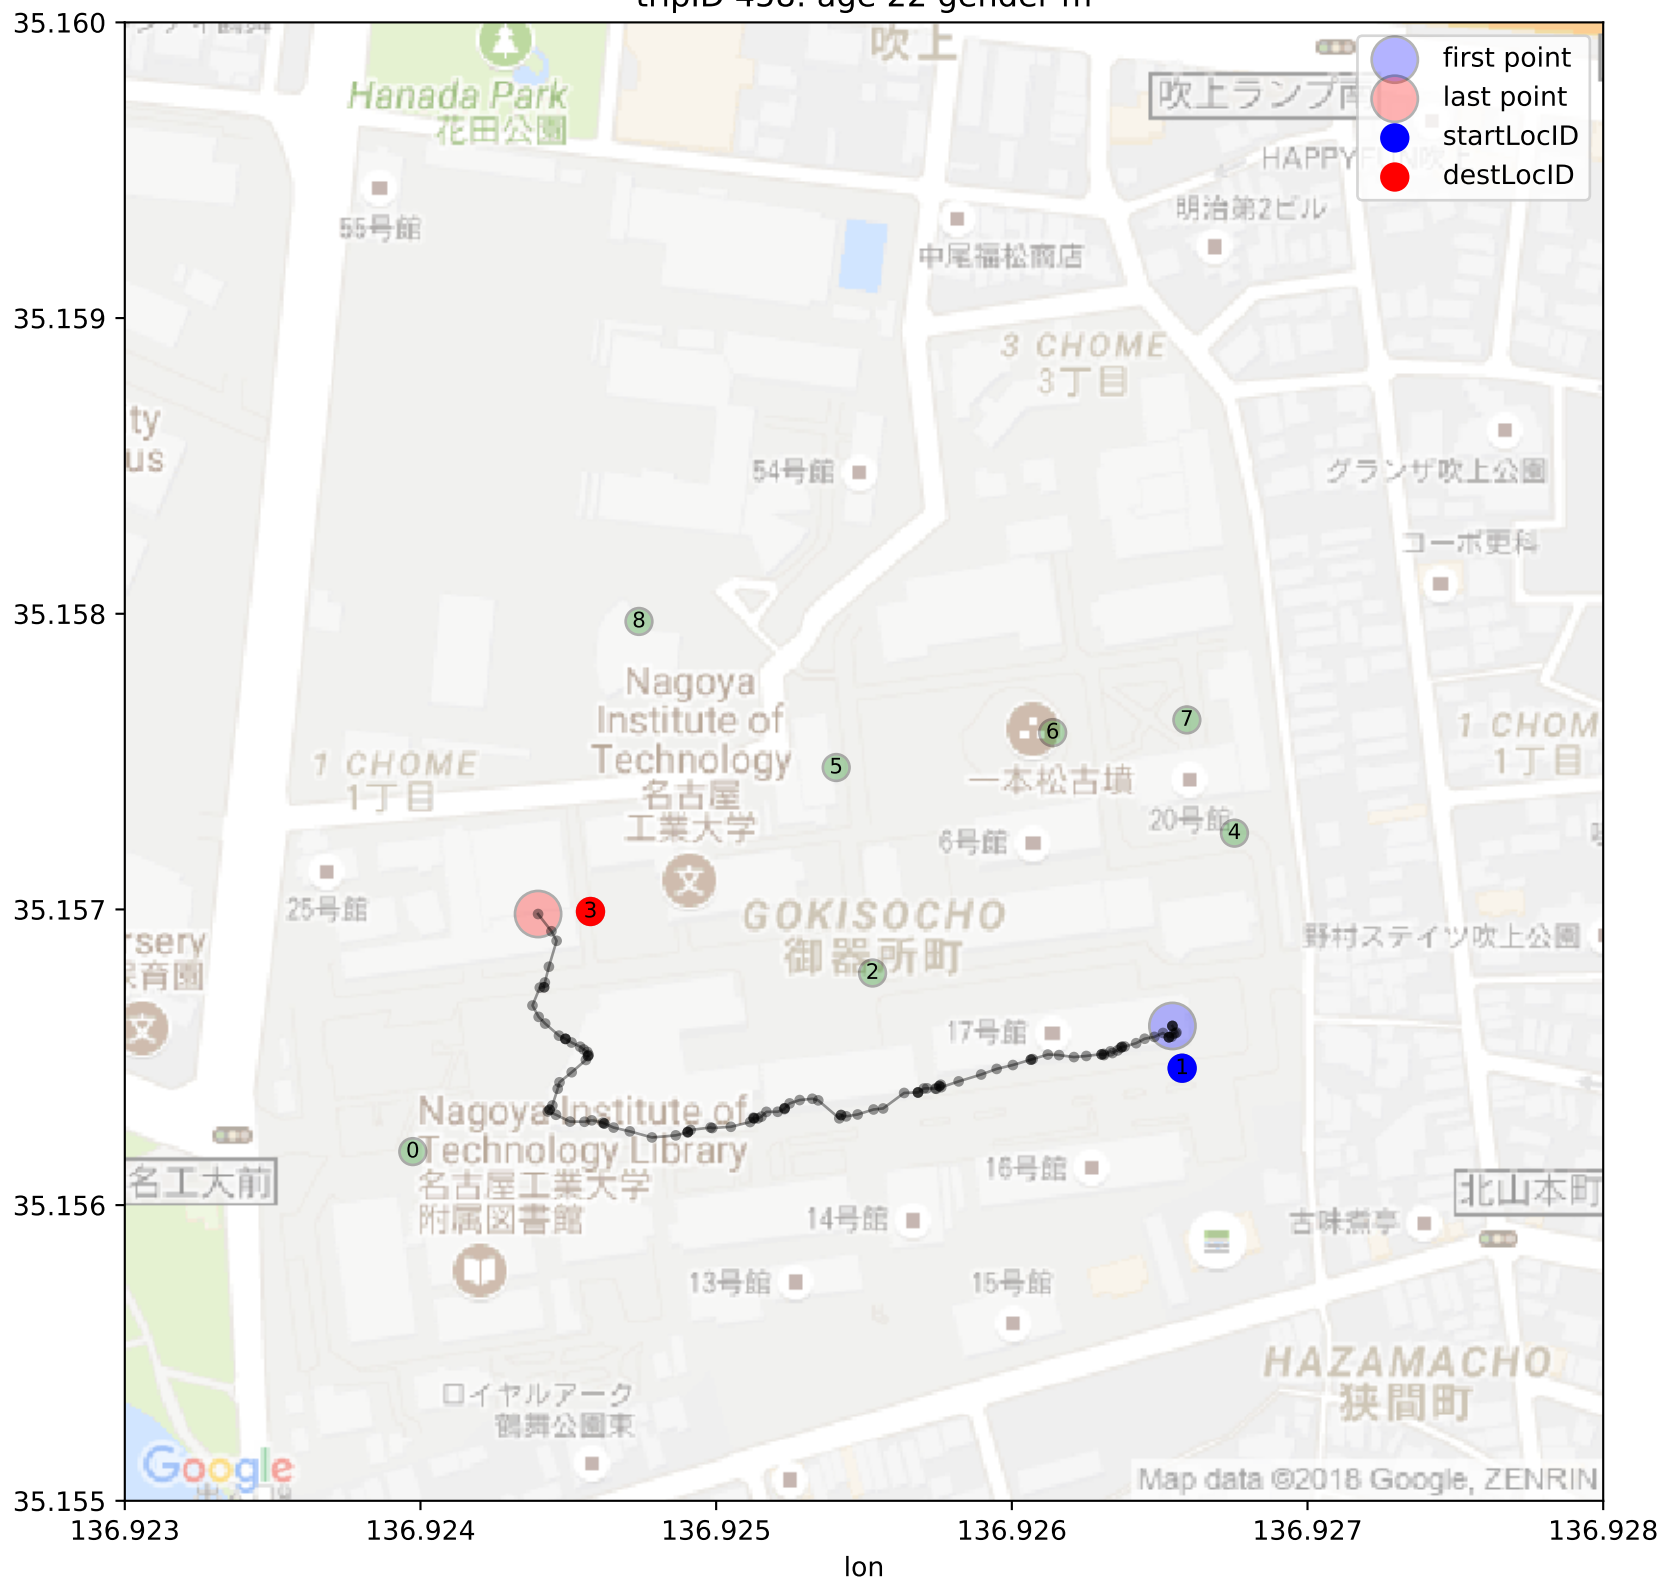 35.160
吹上
first point
last point
startLocID
destLocID
Hanada Park
花田公園
吹上ランプ南
HAPPY
明治第2ビル
55号館
中尾福松商店
35.159
3 CHOME
3丁目
ty
us
54号館
グランザ吹上公園
コーポ更科
35.158
8
Nagoya
Institute of
Technology
名古屋
工業大学
7
6
5
1 CHOM
1丁目
1 CHOME
1丁目
一本松古墳
20号館
4
6号館
25号館
35.157
3
GOKISOCHO
御器所町
野村ステイツ吹上公園
rsery
保育園
2
17号館
1
Nagoya Institute of
Technology Library
名古屋工業大学
附属図書館
0
名工大前
16号館
北山本町
35.156
14号館
古味煮亭
13号館
15号館
HAZAMACHO
狭間町
ロイヤルアーク
鶴舞公園東
Google
Map data ©2018 Google, ZENRIN
35.155
136.923
136.924
136.925
136.926
136.927
136.928
lon